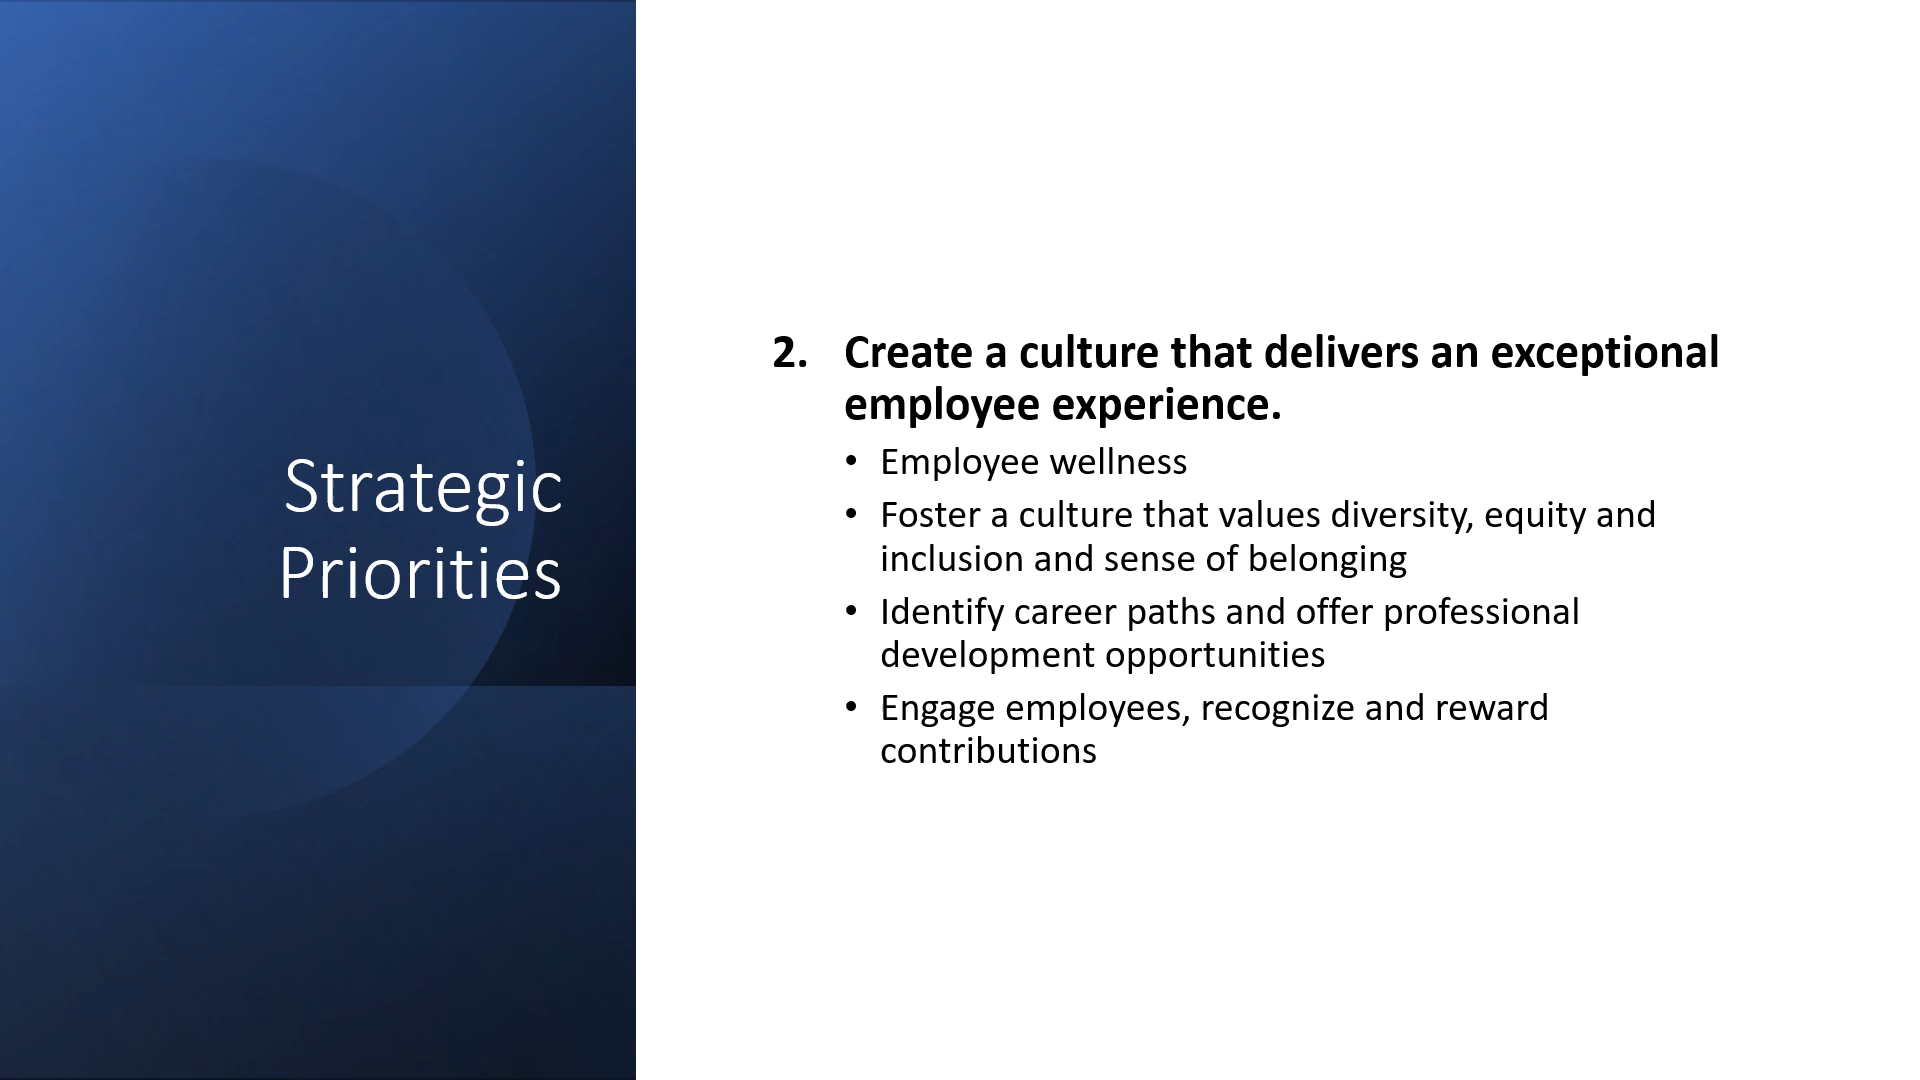 Strategic
Priorities
2. Create a culture that delivers an exceptional
employee experience.
• Employee wellness
• Foster a culture that values diversity, equity and
inclusion and sense of belonging
• Identify career paths and offer professional
development opportunities
• Engage employees, recognize and reward
contributions